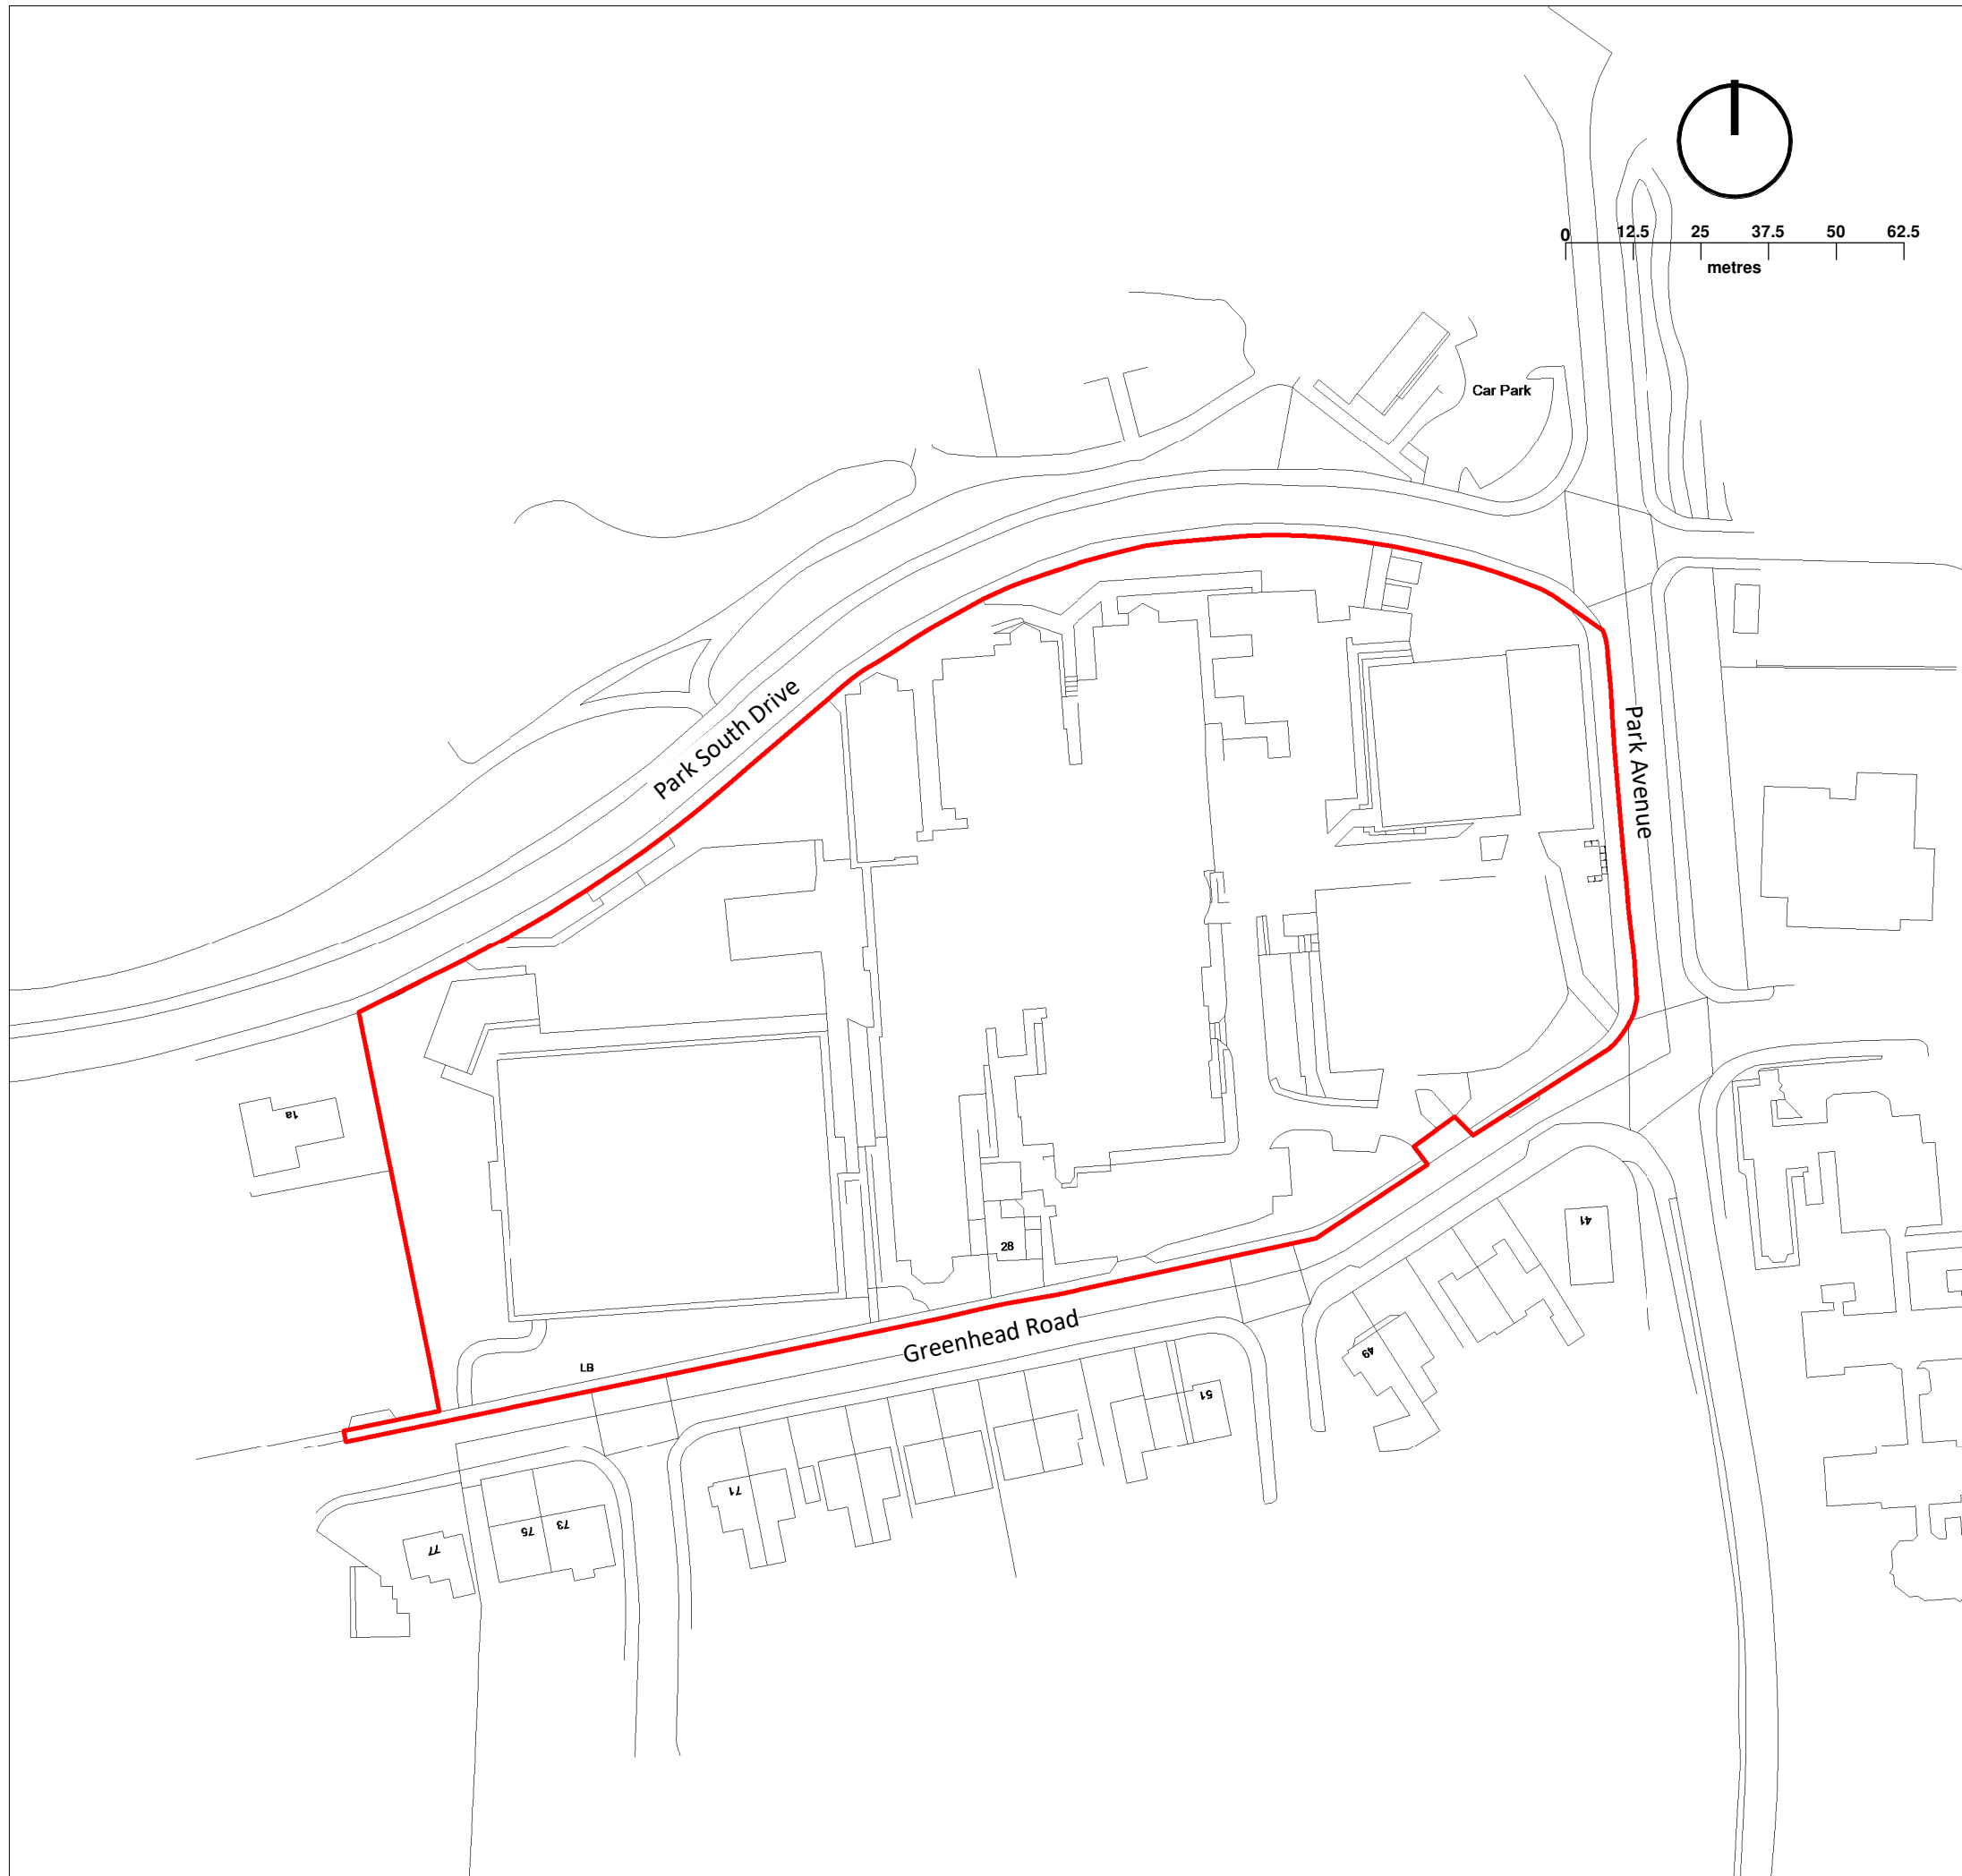 0 12.5 25 37.5 50 62.5
metres
Car Park
Park South Drive
Park Avenue
1a
28
41
LB
Greenhead Road
49
51
71
75 73
77